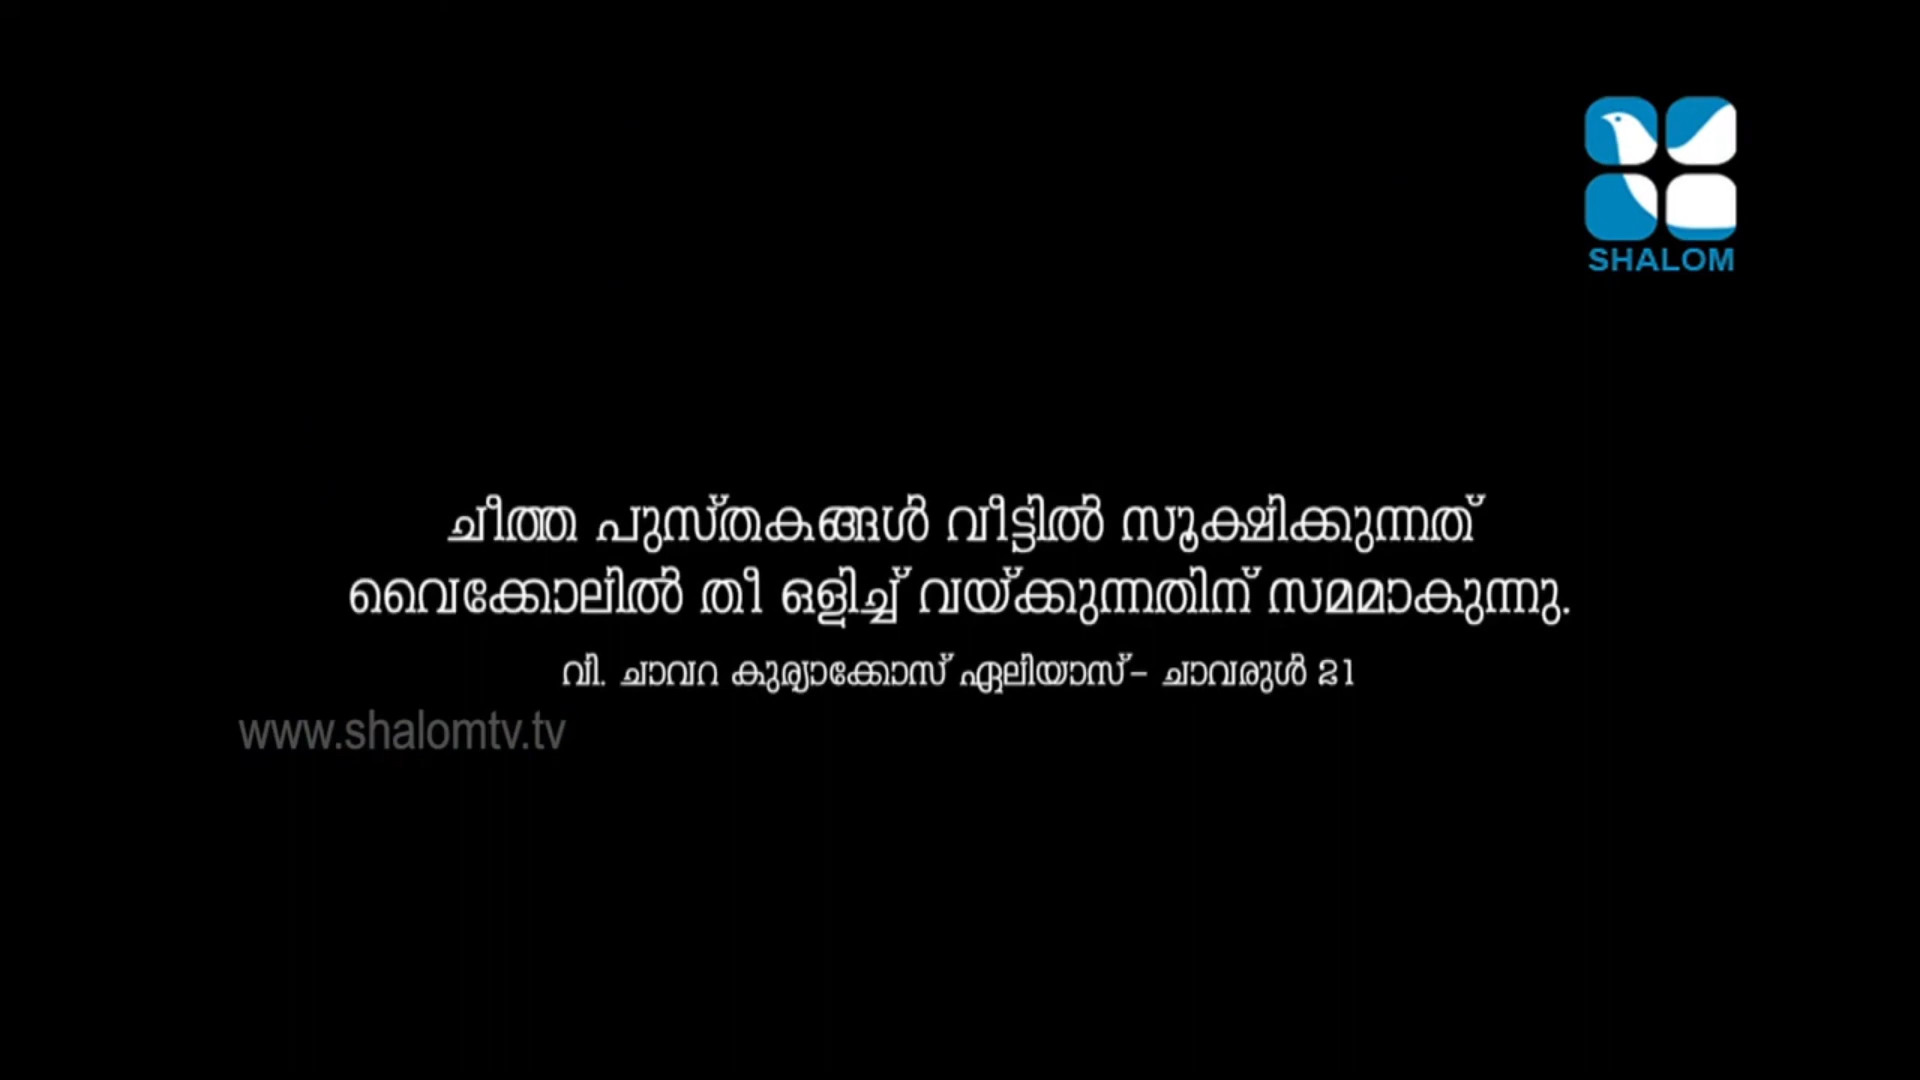 SHALOM
ചീത്ത പുസ്തകങ്ങൾ വീട്ടിൽ സൂക്ഷിക്കുന്നത്
വൈക്കോലിൽ തീ ഒളിച്ച് വയ്ക്കുന്നതിന് സമമാകുന്നു.
വി. ചാവറ കുര്യാക്കോസ് ഏലിയാസ്- ചാവരുൾ 21
www.shalomtv.tv